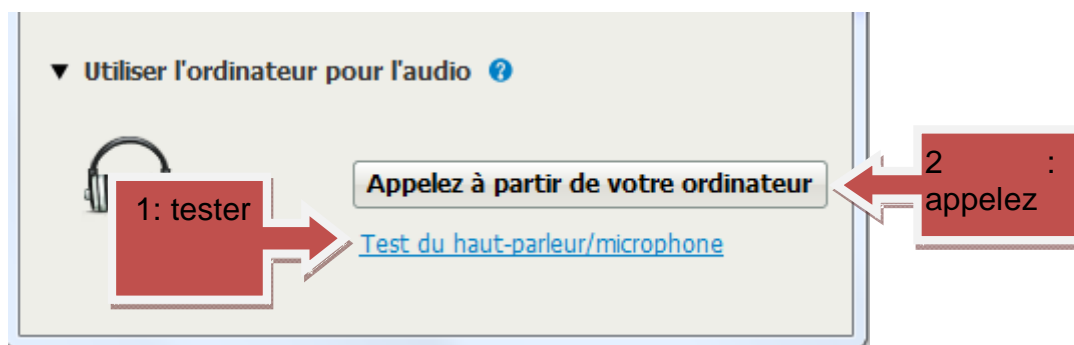 ▼ Utiliser l'ordinateur pour l'audio ?
Appelez à partir de votre ordinateur
2 :
appelez
1: tester
Test du haut-parleur/microphone